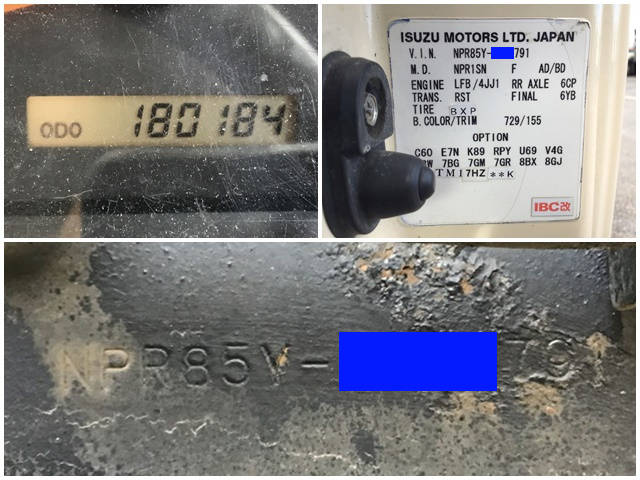 ODO 180184
ISUZU MOTORS LTD. JAPAN
V.I.N. NPR85Y- 791
M.D. NPR1SN F AD/BD
ENGINE LFB/4JJ1 RR AXLE 6CP
TRANS. RST FINAL 6YB
TIRE BXP
B.COLOR/TRIM 729/155
OPTION
C60 E7N K89 RPY U69 V4G
7BG 7GM 7GR 8BX 8GJ
TM17HZ **K
IBC改
NPR85Y- 79